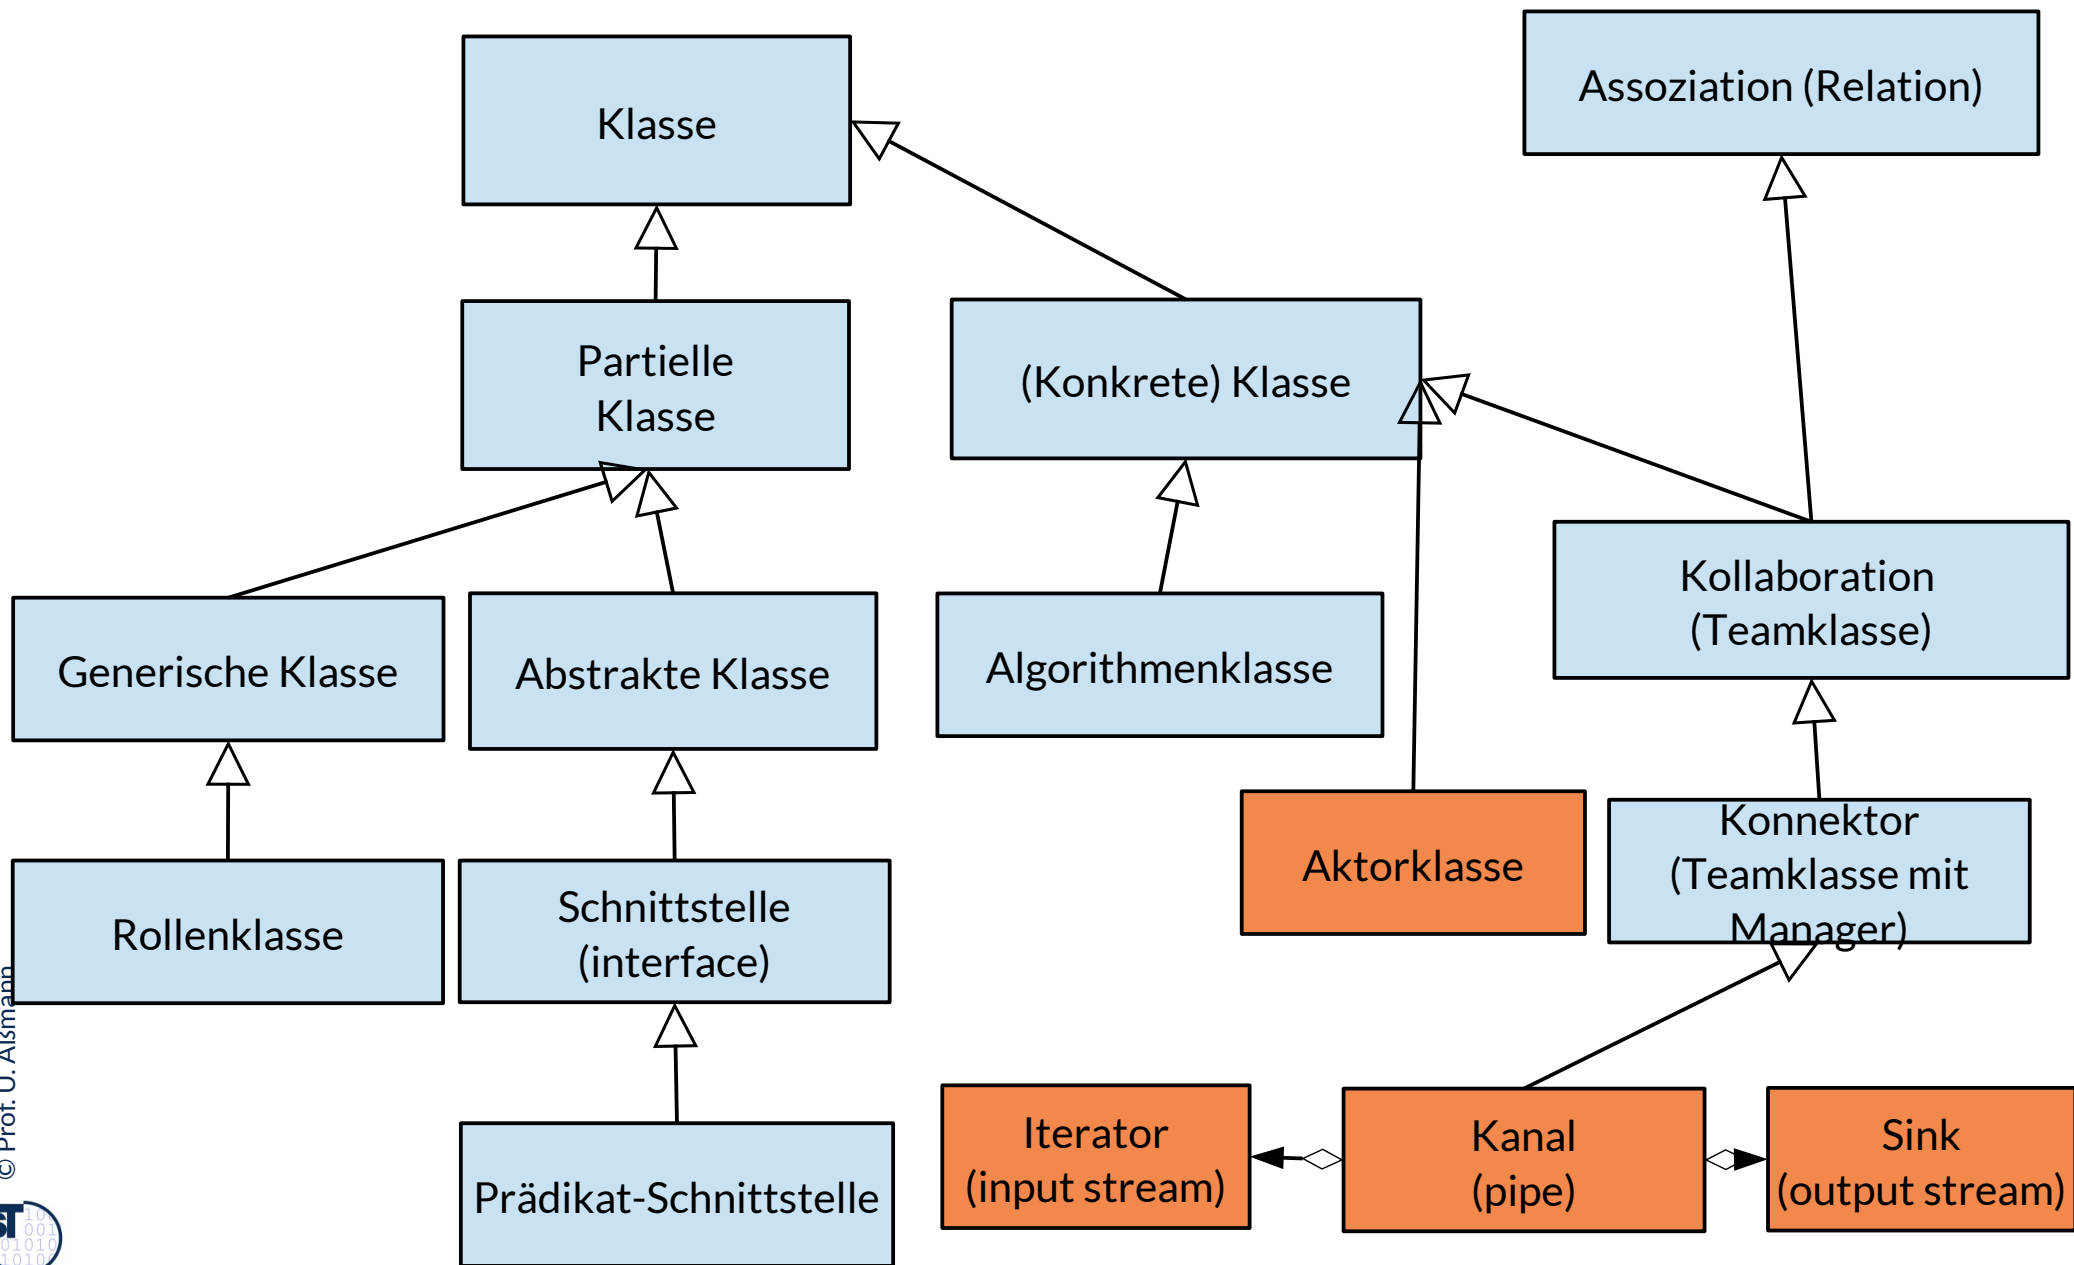 Klasse
Assoziation (Relation)
Partielle
Klasse
(Konkrete) Klasse
Generische Klasse
Abstrakte Klasse
Algorithmenklasse
Kollaboration
(Teamklasse)
Rollenklasse
Schnittstelle
(interface)
Aktorklasse
Konnektor
(Teamklasse mit
Manager)
Prädikat-Schnittstelle
Iterator
(input stream)
Kanal
(pipe)
Sink
(output stream)
© Prof. U. Aßmann